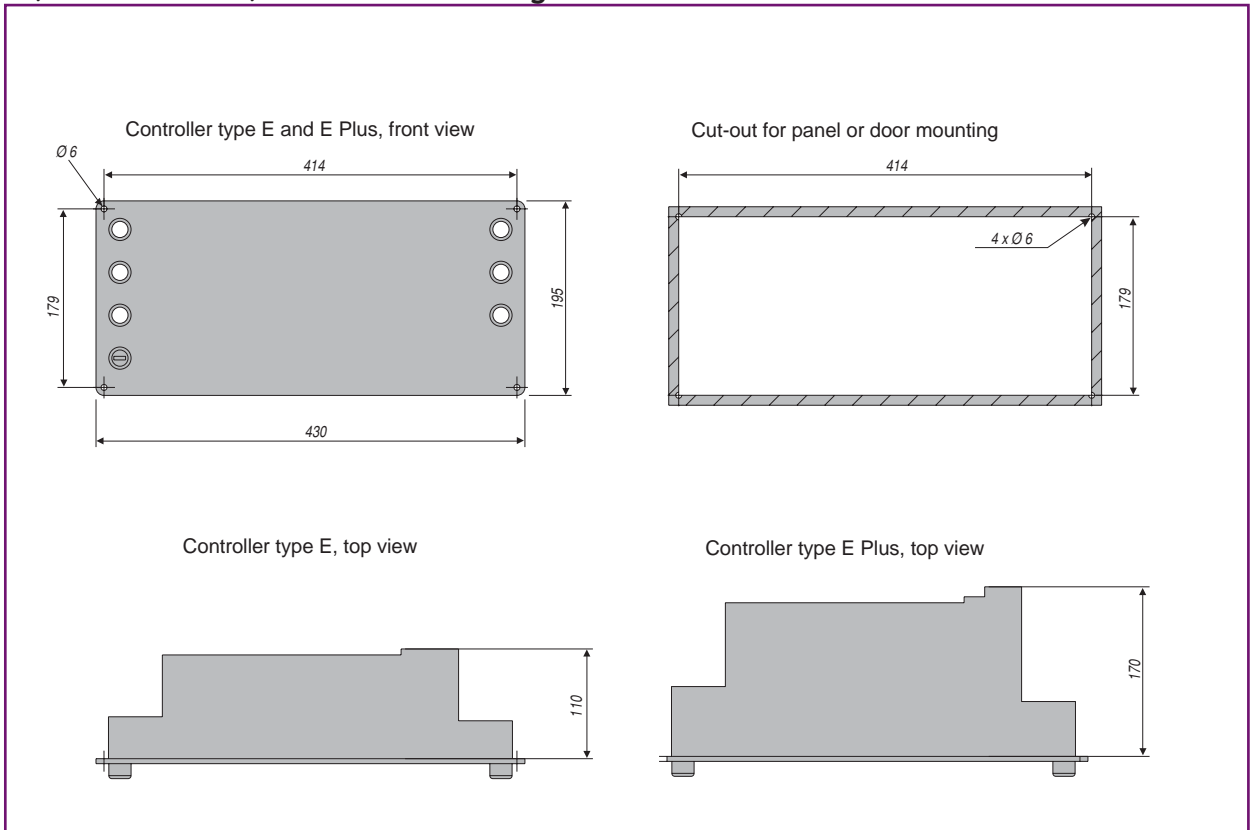 Controller type E and E Plus, front view
Ø 6
414
179
195
430
Cut-out for panel or door mounting
414
4 x Ø 6
179
Controller type E, top view
110
Controller type E Plus, top view
170